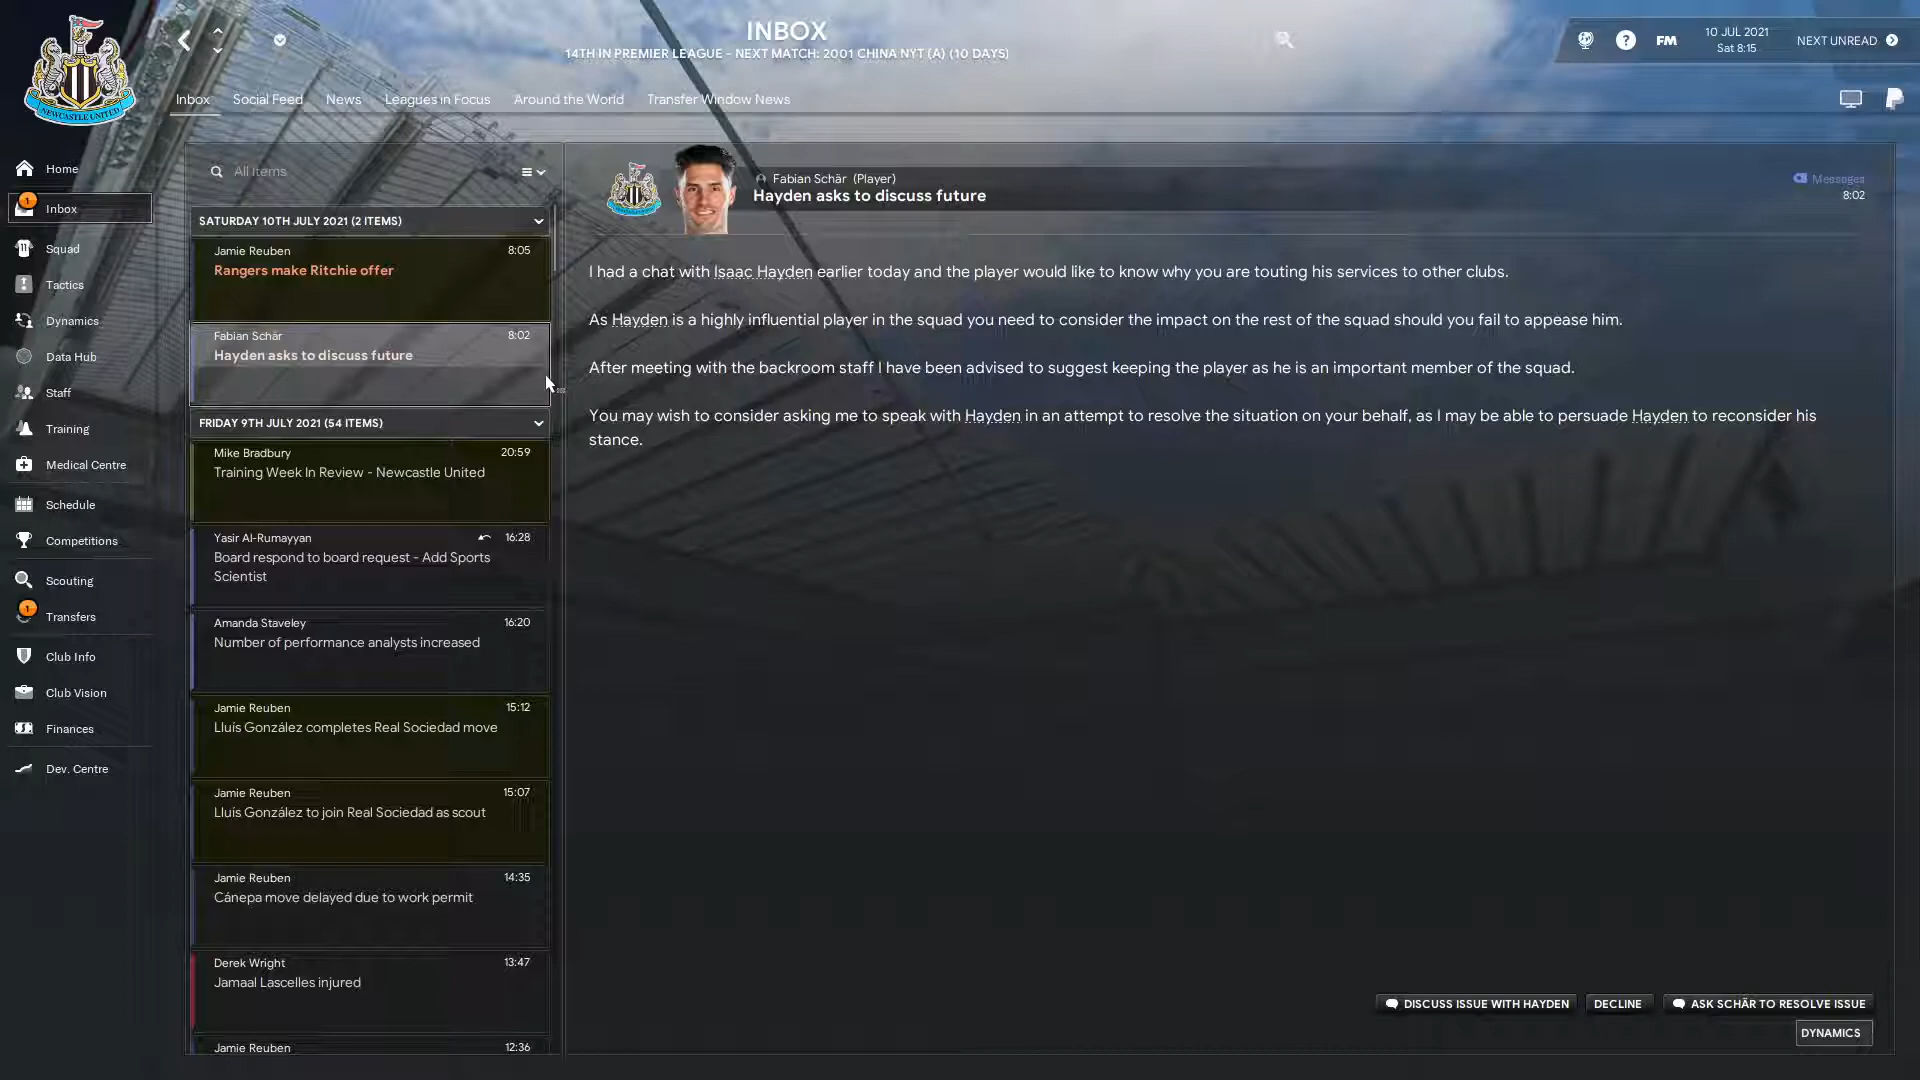 INBOX
14TH IN PREMIER LEAGUE - NEXT MATCH: 2001 CHINA NYT (A) (10 DAYS)
FM
10 JUL 2021
Sat 8:15
NEXT UNREAD
NEWCASTLE UNITED
Inbox
Social Feed
News
Leagues in Focus
Around the World
Transfer Window News
Home
1
Inbox
Squad
Tactics
Dynamics
Data Hub
Staff
Training
Medical Centre
Schedule
Competitions
Scouting
1
Transfers
Club Info
Club Vision
Finances
Dev. Centre
All Items
SATURDAY 10TH JULY 2021 (2 ITEMS)
Jamie Reuben 8:05
Rangers make Ritchie offer
Fabian Schär 8:02
Hayden asks to discuss future
FRIDAY 9TH JULY 2021 (54 ITEMS)
Mike Bradbury 20:59
Training Week In Review - Newcastle United
Yasir Al-Rumayyan 16:28
Board respond to board request - Add Sports
Scientist
Amanda Staveley 16:20
Number of performance analysts increased
Jamie Reuben 15:12
Lluís González completes Real Sociedad move
Jamie Reuben 15:07
Lluís González to join Real Sociedad as scout
Jamie Reuben 14:35
Cánepa move delayed due to work permit
Derek Wright 13:47
Jamaal Lascelles injured
Jamie Reuben 12:36
Fabian Schär (Player)
Hayden asks to discuss future
Messages
8:02
I had a chat with Isaac Hayden earlier today and the player would like to know why you are touting his services to other clubs.
As Hayden is a highly influential player in the squad you need to consider the impact on the rest of the squad should you fail to appease him.
After meeting with the backroom staff I have been advised to suggest keeping the player as he is an important member of the squad.
You may wish to consider asking me to speak with Hayden in an attempt to resolve the situation on your behalf, as I may be able to persuade Hayden to reconsider his
stance.
DISCUSS ISSUE WITH HAYDEN
DECLINE
ASK SCHÄR TO RESOLVE ISSUE
DYNAMICS